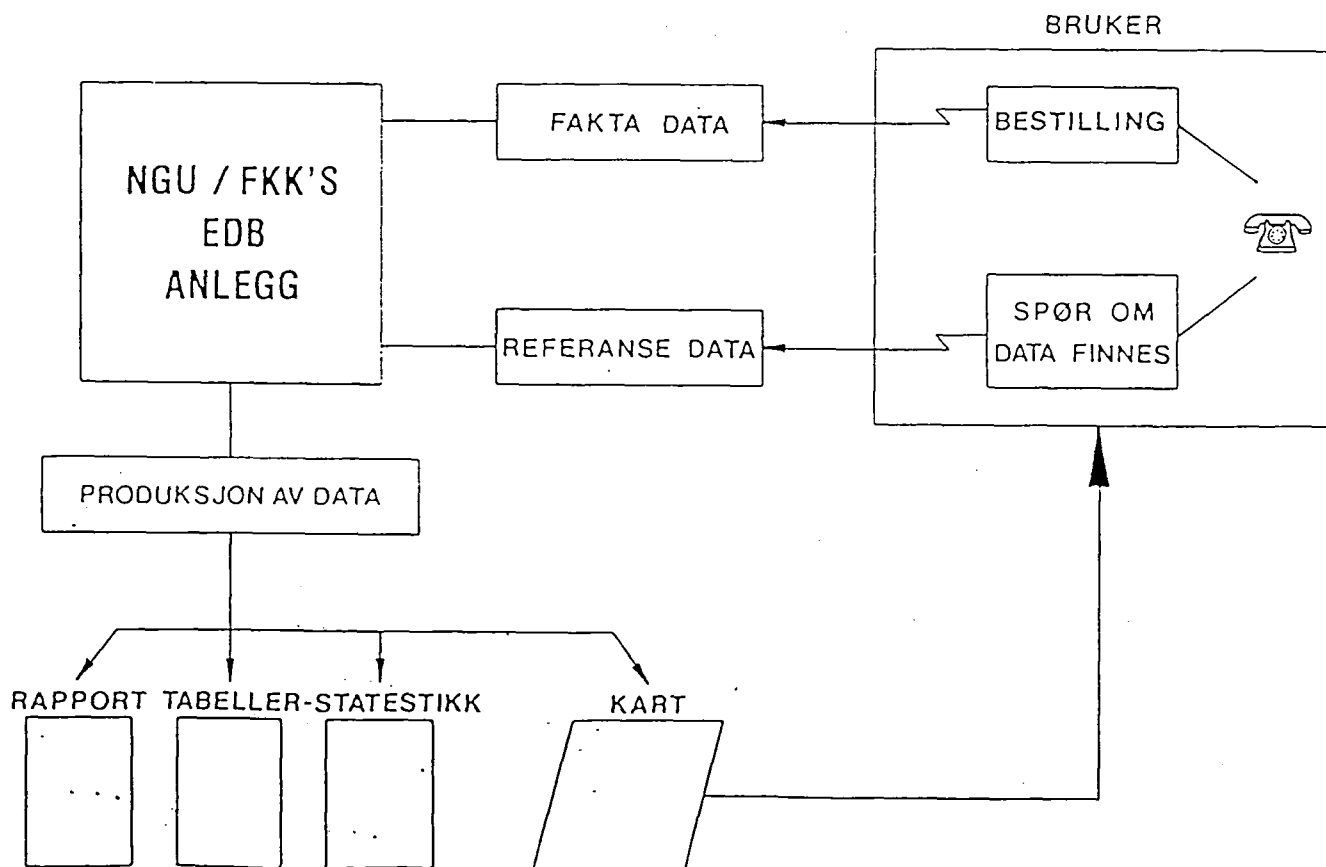 BRUKER
NGU / FKK'S
EDB
ANLEGG
FAKTA DATA
BESTILLING
REFERANSE DATA
SPØR OM
DATA FINNES
PRODUKSJON AV DATA
RAPPORT TABELLER-STATESTIKK
KART